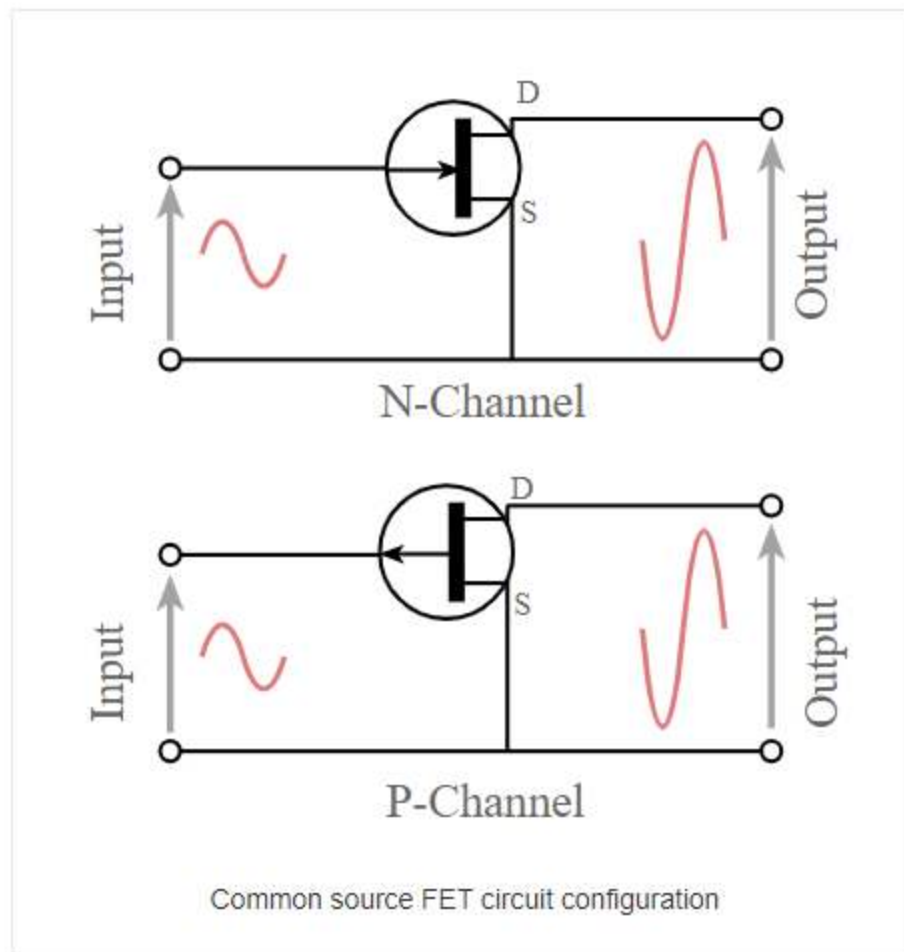 D
Input
S
Output
N-Channel
D
Input
S
Output
P-Channel
Common source FET circuit configuration